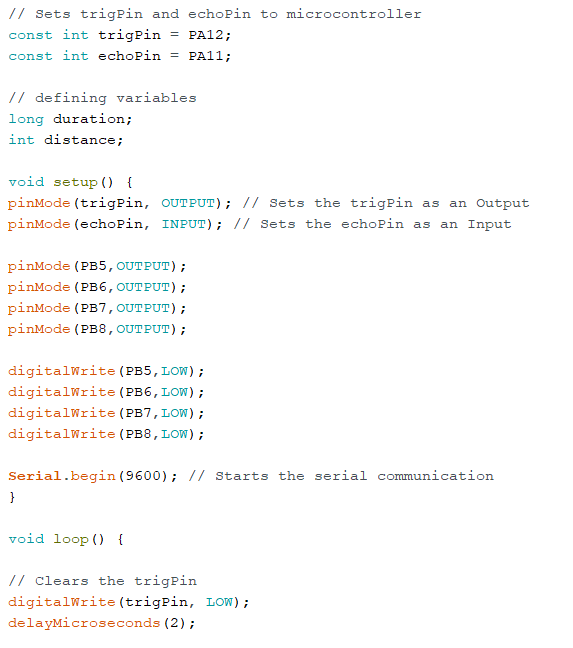 // Sets trigPin and echoPin to microcontroller
const int trigPin = PA12;
const int echoPin = PA11;

// defining variables
long duration;
int distance;

void setup() {
pinMode(trigPin, OUTPUT); // Sets the trigPin as an Output
pinMode(echoPin, INPUT); // Sets the echoPin as an Input

pinMode(PB5,OUTPUT);
pinMode(PB6,OUTPUT);
pinMode(PB7,OUTPUT);
pinMode(PB8,OUTPUT);

digitalWrite(PB5,LOW);
digitalWrite(PB6,LOW);
digitalWrite(PB7,LOW);
digitalWrite(PB8,LOW);

Serial.begin(9600); // Starts the serial communication
}

void loop() {

// Clears the trigPin
digitalWrite(trigPin, LOW);
delayMicroseconds(2);